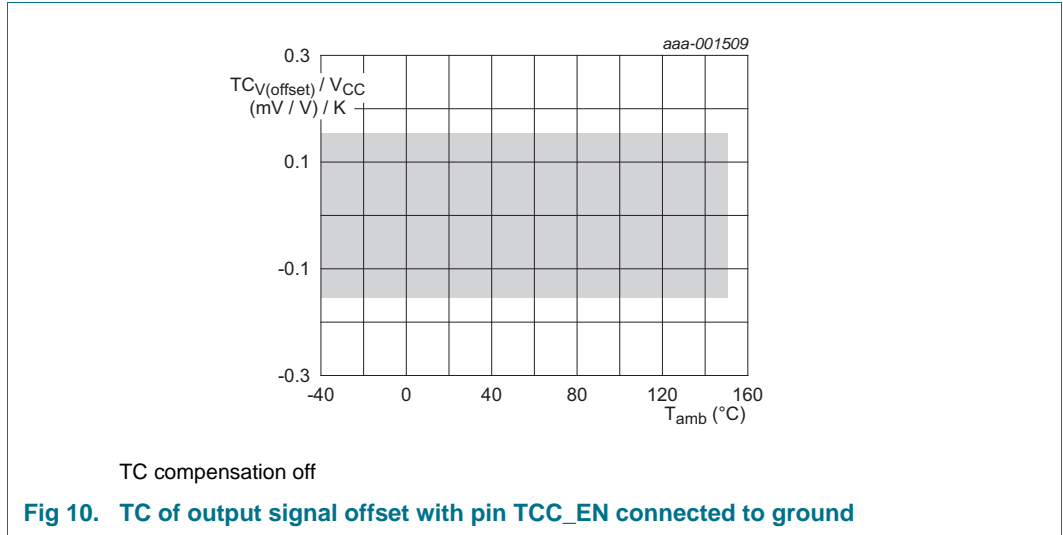 aaa-001509
0.3
TCV(offset) / VCC
(mV / V) / K
0.1
-0.1
-0.3
-40 0 40 80 120 160
Tamb (°C)
TC compensation off
Fig 10. TC of output signal offset with pin TCC_EN connected to ground